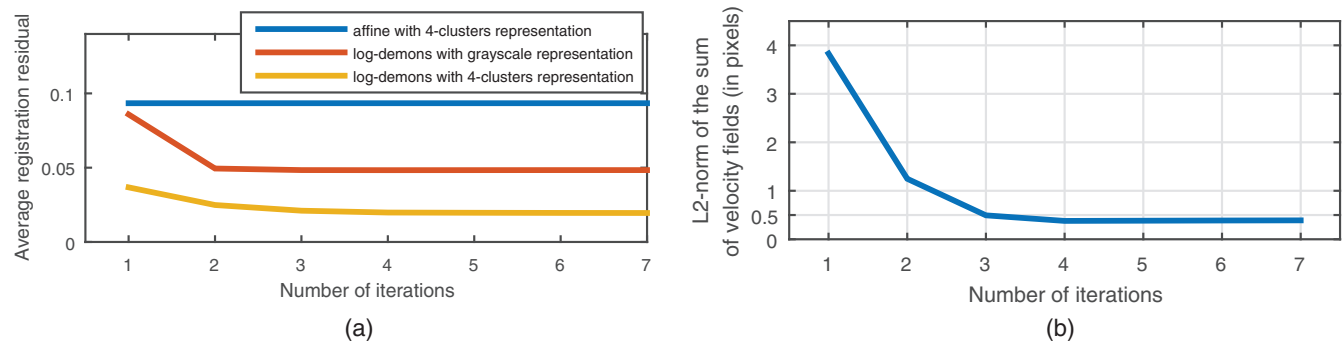 Average registration residual
0.1
0.05
0
affine with 4-clusters representation
log-demons with grayscale representation
log-demons with 4-clusters representation
1 2 3 4 5 6 7
Number of iterations
(a)
L2-norm of the sum
of velocity fields (in pixels)
4
3
2
1
0.5
0
1 2 3 4 5 6 7
Number of iterations
(b)